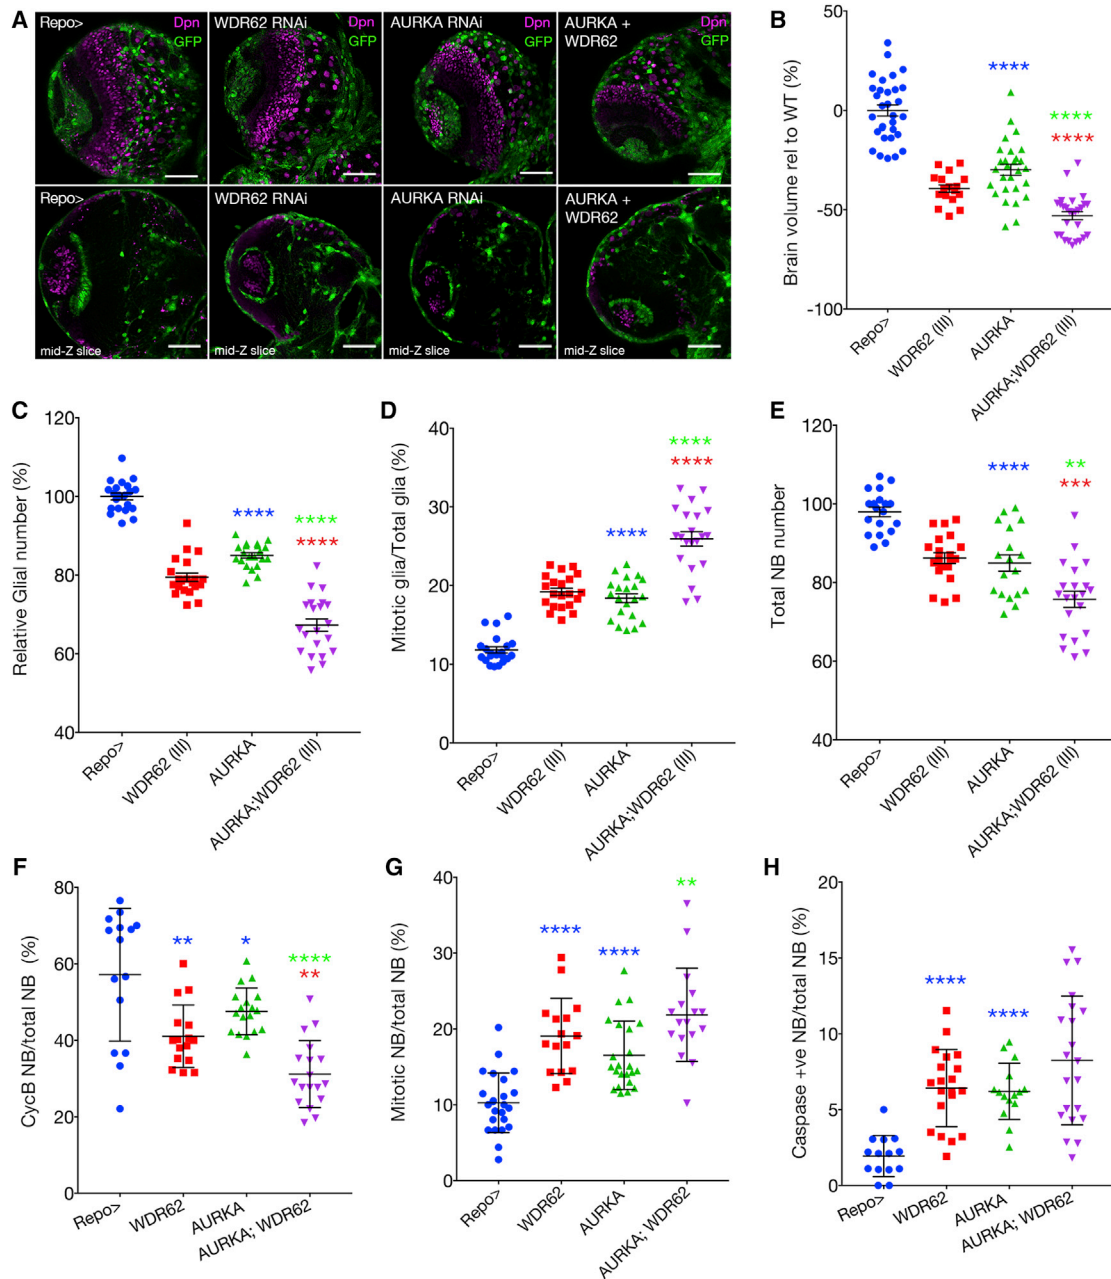 A
Repo>
Dpn
GFP
WDR62 RNAi
Dpn
GFP
AURKA RNAi
Dpn
GFP
AURKA +
WDR62
Dpn
GFP
Repo>
mid-Z slice
WDR62 RNAi
mid-Z slice
AURKA RNAi
mid-Z slice
AURKA +
WDR62
mid-Z slice
B
Brain volume rel to WT (%)
0
-50
-100
****
****
****
Repo>
WDR62 (III)
AURKA
AURKA;WDR62 (III)
C
Relative Glial number (%)
120
100
80
60
40
****
****
****
Repo>
WDR62 (III)
AURKA
AURKA;WDR62 (III)
D
Mitotic glia/Total glia (%)
40
30
20
10
0
****
****
****
Repo>
WDR62 (III)
AURKA
AURKA;WDR62 (III)
E
Total NB number
120
100
80
60
40
****
**
***
Repo>
WDR62 (III)
AURKA
AURKA;WDR62 (III)
F
CycB NB/total NB (%)
80
60
40
20
0
**
*
****
**
Repo>
WDR62
AURKA
AURKA; WDR62
G
Mitotic NB/total NB (%)
40
30
20
10
0
****
****
**
Repo>
WDR62
AURKA
AURKA; WDR62
H
Caspase +ve NB/total NB (%)
20
15
10
5
0
****
****
Repo>
WDR62
AURKA
AURKA; WDR62